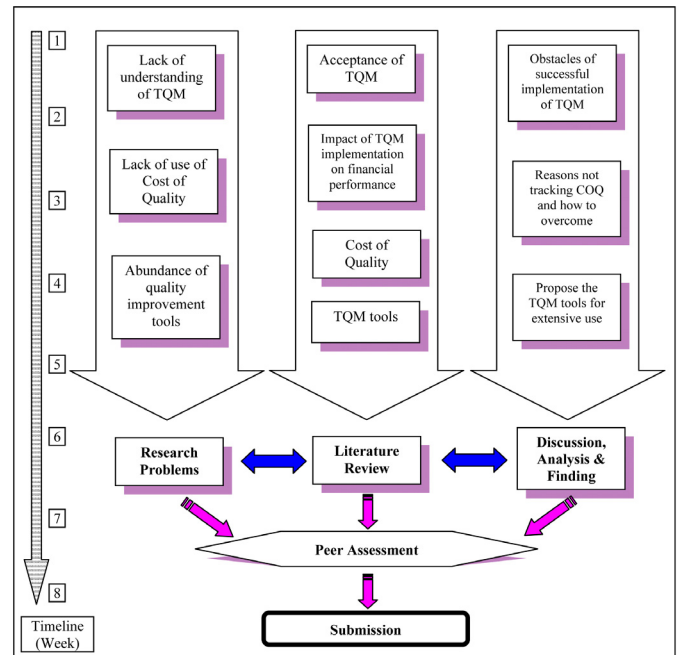 1
2
3
4
5
6
7
8
Timeline
(Week)
Lack of
understanding
of TQM
Lack of use of
Cost of
Quality
Abundance of
quality
improvement
tools
Acceptance of
TQM
Impact of TQM
implementation
on financial
performance
Cost of
Quality
TQM tools
Obstacles of
successful
implementation
of TQM
Reasons not
tracking COQ
and how to
overcome
Propose the
TQM tools for
extensive use
Research
Problems
Literature
Review
Discussion,
Analysis &
Finding
Peer Assessment
Submission